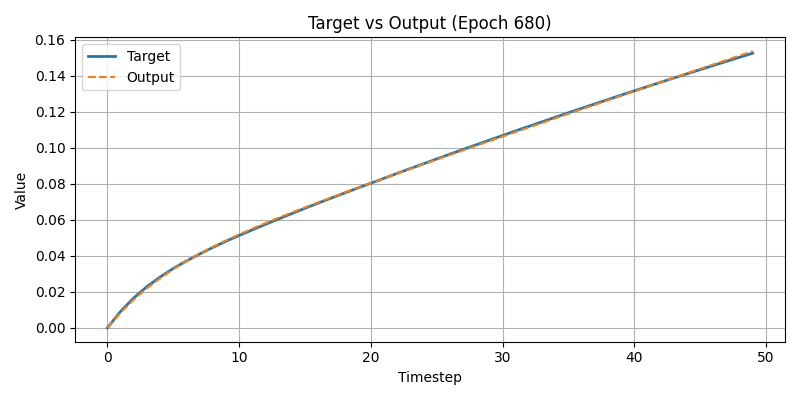 Target vs Output (Epoch 680)
Target
Output
Value
0.16
0.14
0.12
0.10
0.08
0.06
0.04
0.02
0.00
0 10 20 30 40 50
Timestep